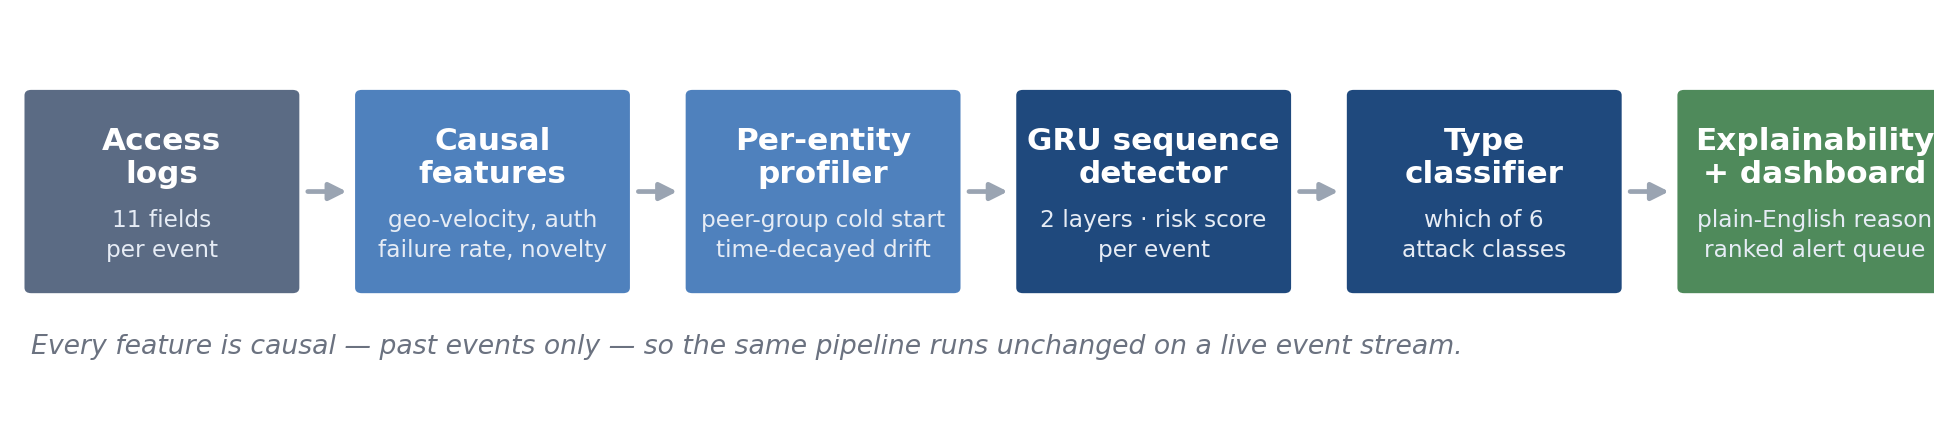 Access
logs
11 fields
per event
Causal
features
geo-velocity, auth
failure rate, novelty
Per-entity
profiler
peer-group cold start
time-decayed drift
GRU sequence
detector
2 layers · risk score
per event
Type
classifier
which of 6
attack classes
Explainability
+ dashboard
plain-English reason
ranked alert queue
Every feature is causal — past events only — so the same pipeline runs unchanged on a live event stream.